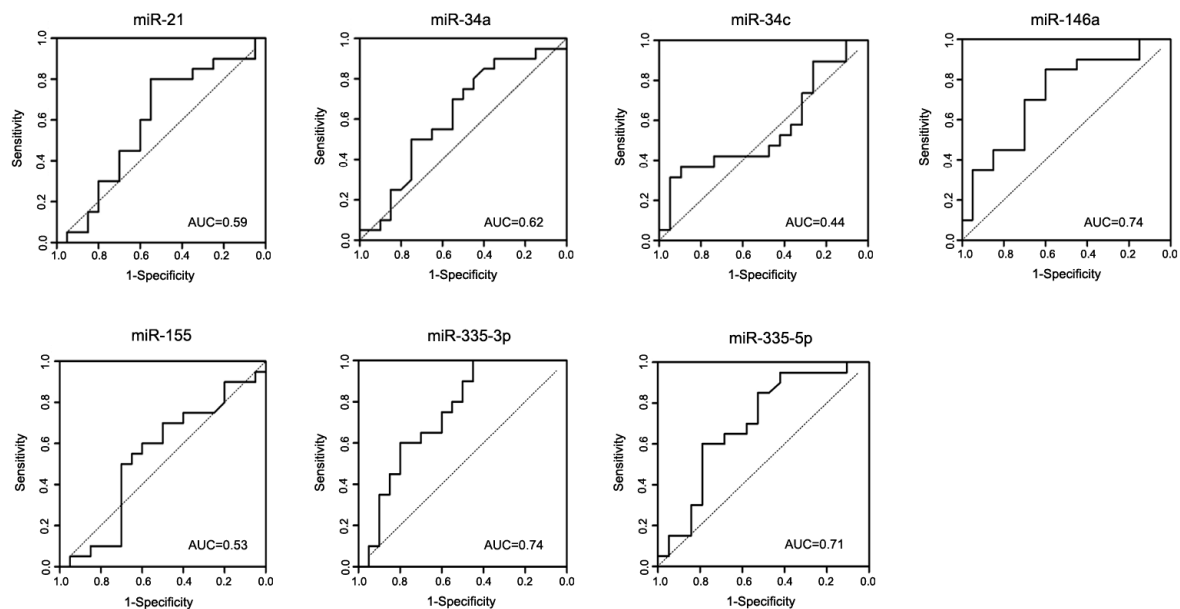 miR-21
miR-34a
miR-34c
miR-146a
Sensitivity
0.0 0.2 0.4 0.6 0.8 1.0
AUC=0.59
1.0 0.8 0.6 0.4 0.2 0.0
1-Specificity
Sensitivity
0.0 0.2 0.4 0.6 0.8 1.0
AUC=0.62
1.0 0.8 0.6 0.4 0.2 0.0
1-Specificity
Sensitivity
0.0 0.2 0.4 0.6 0.8 1.0
AUC=0.44
1.0 0.8 0.6 0.4 0.2 0.0
1-Specificity
Sensitivity
0.0 0.2 0.4 0.6 0.8 1.0
AUC=0.74
1.0 0.8 0.6 0.4 0.2 0.0
1-Specificity
miR-155
miR-335-3p
miR-335-5p
Sensitivity
0.0 0.2 0.4 0.6 0.8 1.0
AUC=0.53
1.0 0.8 0.6 0.4 0.2 0.0
1-Specificity
Sensitivity
0.0 0.2 0.4 0.6 0.8 1.0
AUC=0.74
1.0 0.8 0.6 0.4 0.2 0.0
1-Specificity
Sensitivity
0.0 0.2 0.4 0.6 0.8 1.0
AUC=0.71
1.0 0.8 0.6 0.4 0.2 0.0
1-Specificity